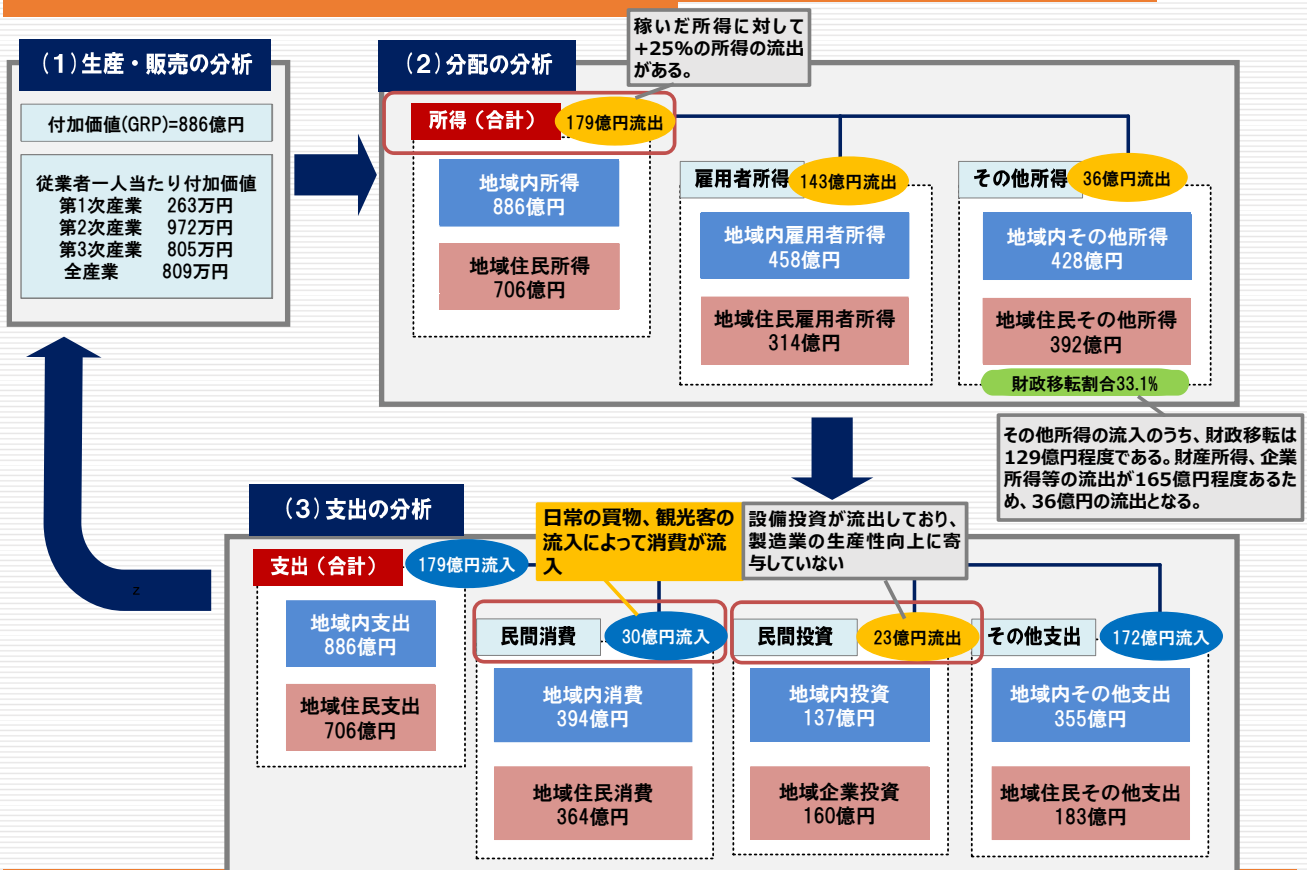 (1)生産・販売の分析
付加価値(GRP)=886億円
従業者一人当たり付加価値
第1次産業 263万円
第2次産業 972万円
第3次産業 805万円
全産業 809万円
(2)分配の分析
稼いだ所得に対して
+25%の所得の流出
がある。
所得(合計)
179億円流出
地域内所得
886億円
地域住民所得
706億円
雇用者所得
143億円流出
地域内雇用者所得
458億円
地域住民雇用者所得
314億円
その他所得
36億円流出
地域内その他所得
428億円
地域住民その他所得
392億円
財政移転割合33.1%
その他所得の流入のうち、財政移転は
129億円程度である。財産所得、企業
所得等の流出が165億円程度あるた
め、36億円の流出となる。
(3)支出の分析
支出(合計)
179億円流入
地域内支出
886億円
地域住民支出
706億円
日常の買物、観光客の
流入によって消費が流
入
民間消費
30億円流入
地域内消費
394億円
地域住民消費
364億円
設備投資が流出しており、
製造業の生産性向上に寄
与していない
民間投資
23億円流出
地域内投資
137億円
地域企業投資
160億円
その他支出
172億円流入
地域内その他支出
355億円
地域住民その他支出
183億円
z